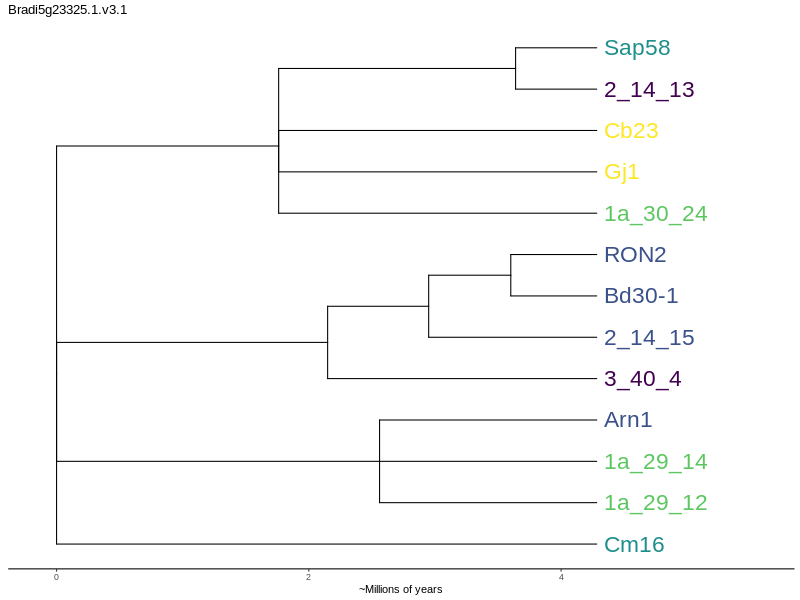 Bradi5g23325.1.v3.1
Sap58
2_14_13
Cb23
Gj1
1a_30_24
RON2
Bd30-1
2_14_15
3_40_4
Arn1
1a_29_14
1a_29_12
Cm16
0 2 4
~Millions of years